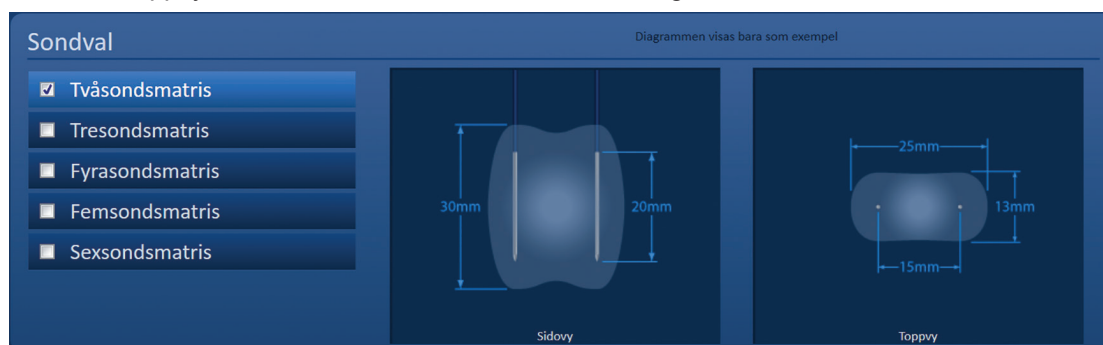 Sondval
Diagrammen visas bara som exempel
Tvåsondsmatris
Tresondsmatris
Fyrasondsmatris
Femsondsmatris
Sexsondsmatris
30mm
20mm
Sidovy
25mm
13mm
15mm
Toppvy